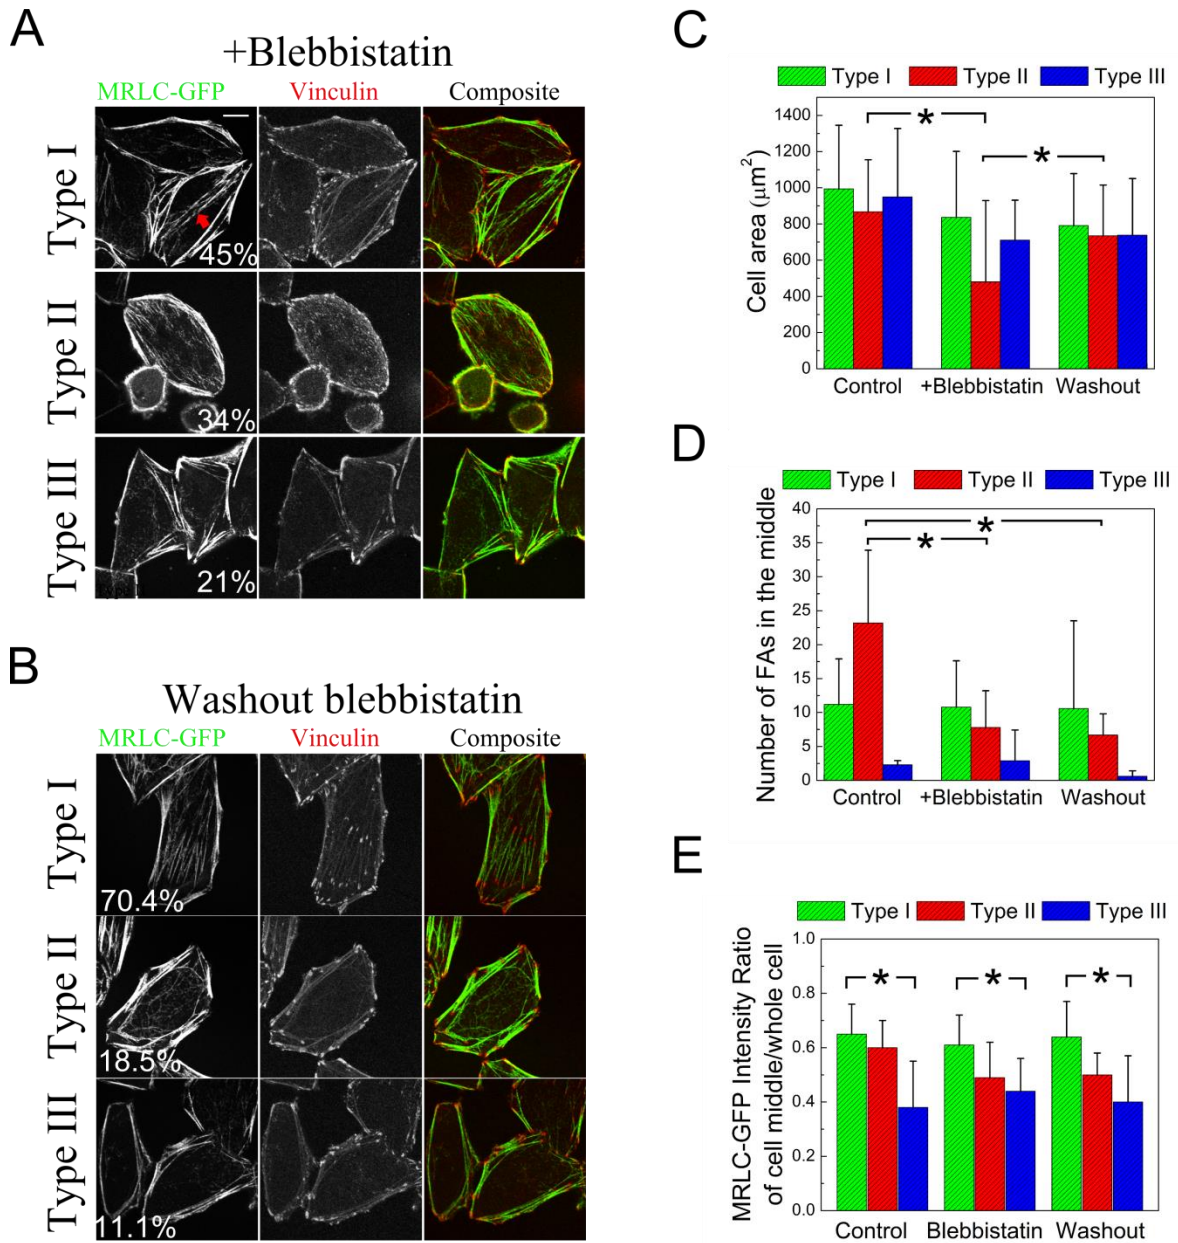 A
+Blebbistatin
MRLC-GFP Vinculin Composite
Type I
45%
Type II
34%
Type III
21%
B
Washout blebbistatin
MRLC-GFP Vinculin Composite
Type I
70.4%
Type II
18.5%
Type III
11.1%
C
Type I Type II Type III
Cell area (μm²)
1400
1200
1000
800
600
400
200
0
* *
Control +Blebbistatin Washout
D
Type I Type II Type III
Number of FAs in the middle
40
35
30
25
20
15
10
5
0
*
*
Control +Blebbistatin Washout
E
Type I Type II Type III
MRLC-GFP Intensity Ratio
of cell middle/whole cell
1.0
0.8
0.6
0.4
0.2
0.0
* * *
Control Blebbistatin Washout